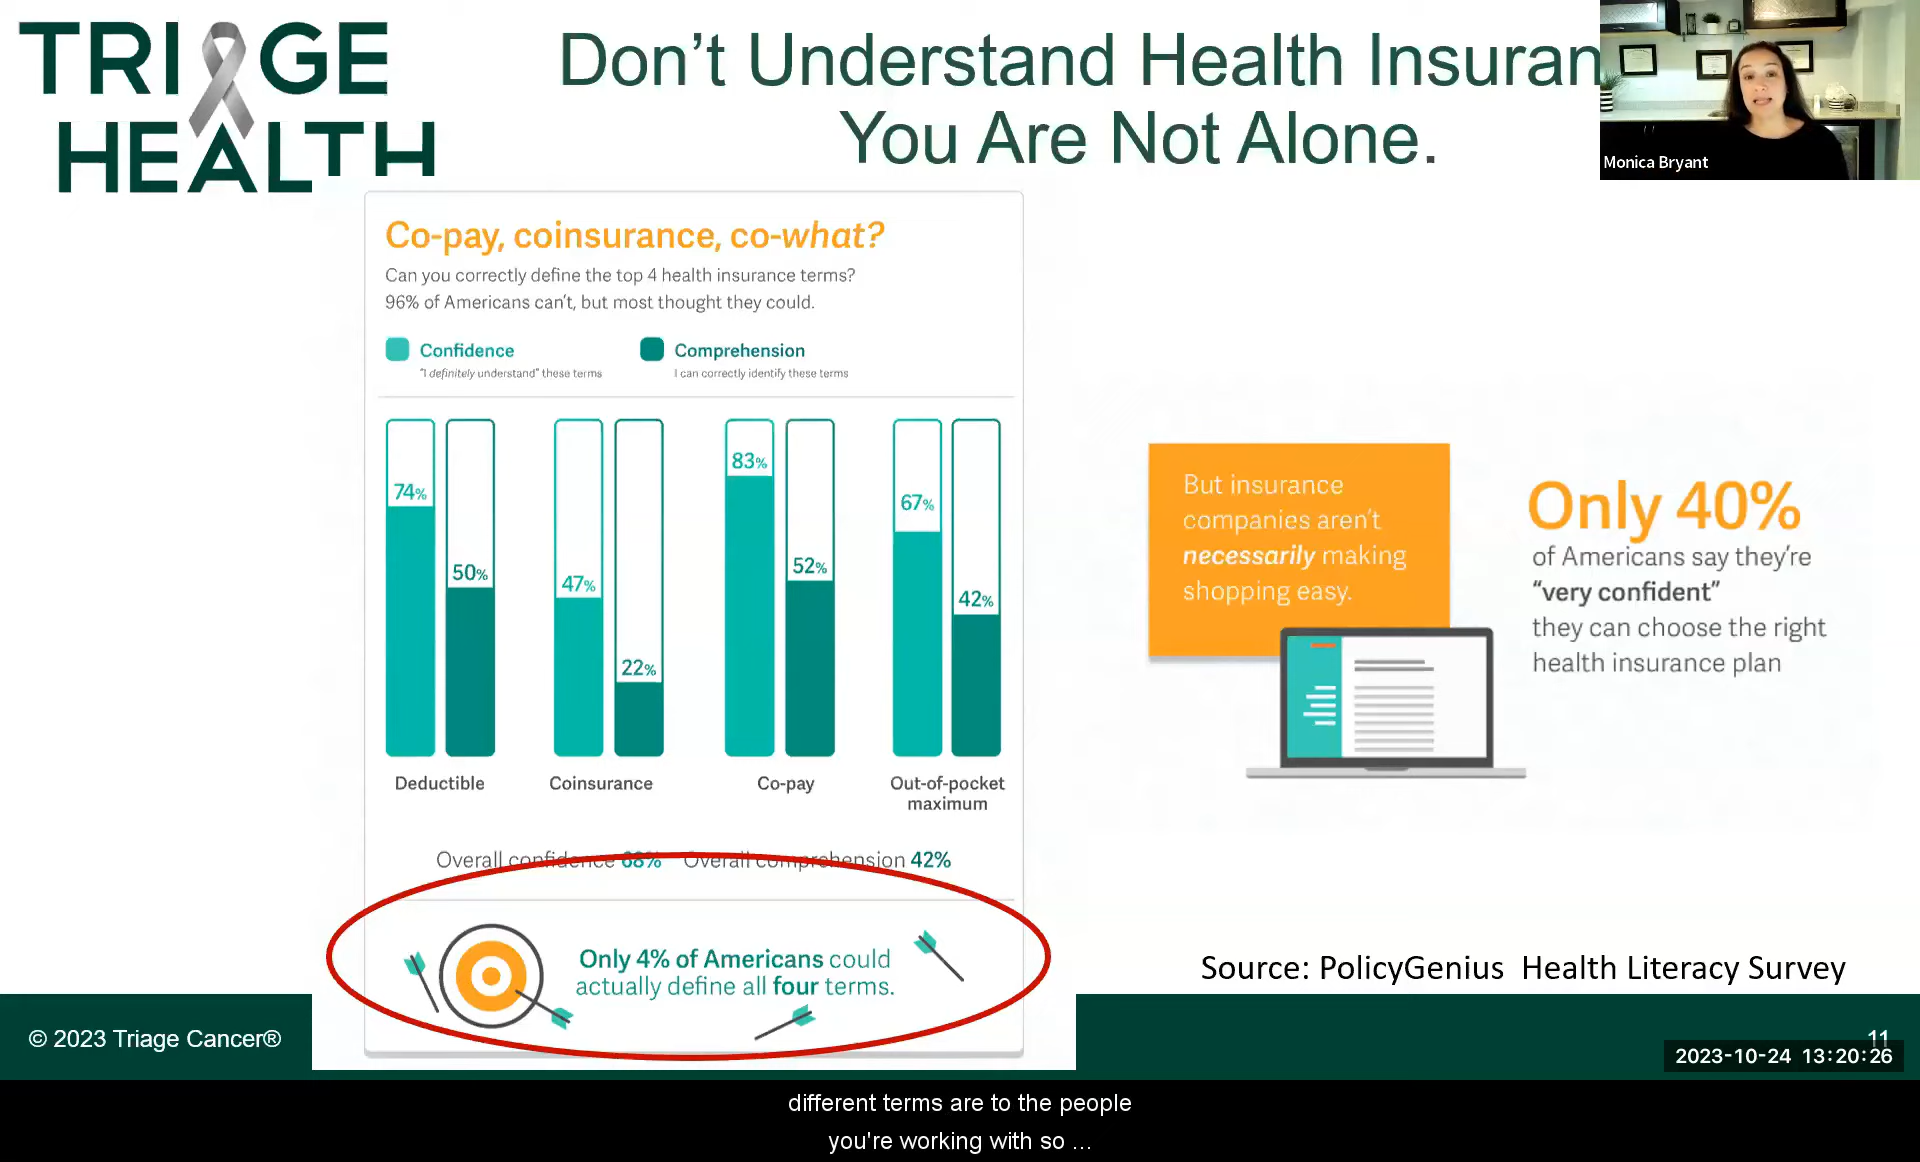 TRIAGE
HEALTH
Don’t Understand Health Insuran
You Are Not Alone.
Monica Bryant
Co-pay, coinsurance, co-what?
Can you correctly define the top 4 health insurance terms?
96% of Americans can’t, but most thought they could.
Confidence
"I definitely understand" these terms
Comprehension
I can correctly identify these terms
74%
50%
47%
22%
83%
52%
67%
42%
Deductible
Coinsurance
Co-pay
Out-of-pocket
maximum
Overall confidence 68% Overall comprehension 42%
Only 4% of Americans could
actually define all four terms.
But insurance
companies aren’t
necessarily making
shopping easy.
Only 40%
of Americans say they’re
“very confident”
they can choose the right
health insurance plan
Source: PolicyGenius Health Literacy Survey
© 2023 Triage Cancer®
11
2023-10-24 13:20:26
different terms are to the people
you're working with so ...